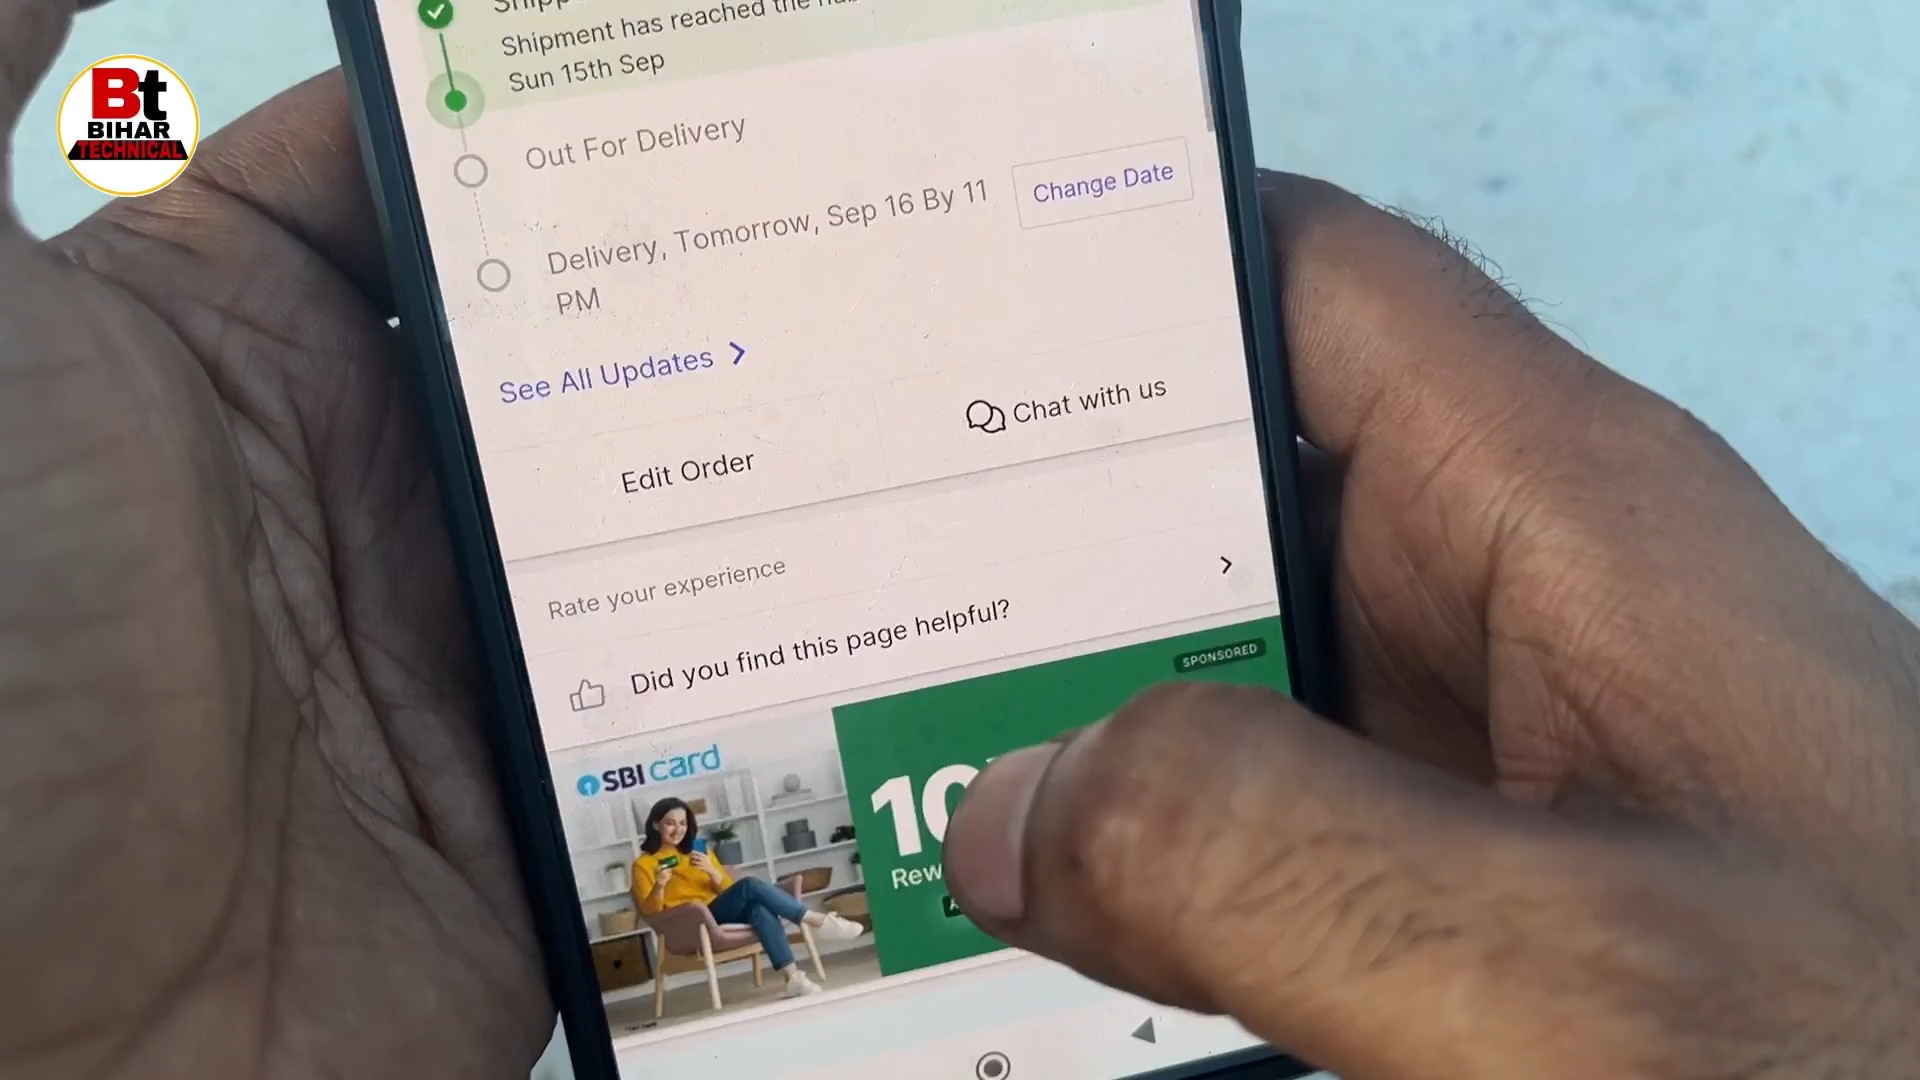 Bt
BIHAR
TECHNICAL
Shipment has reached the
Sun 15th Sep
Out For Delivery
Delivery, Tomorrow, Sep 16 By 11
PM
Change Date
See All Updates
Edit Order
Chat with us
Rate your experience
Did you find this page helpful?
SPONSORED
SBI card